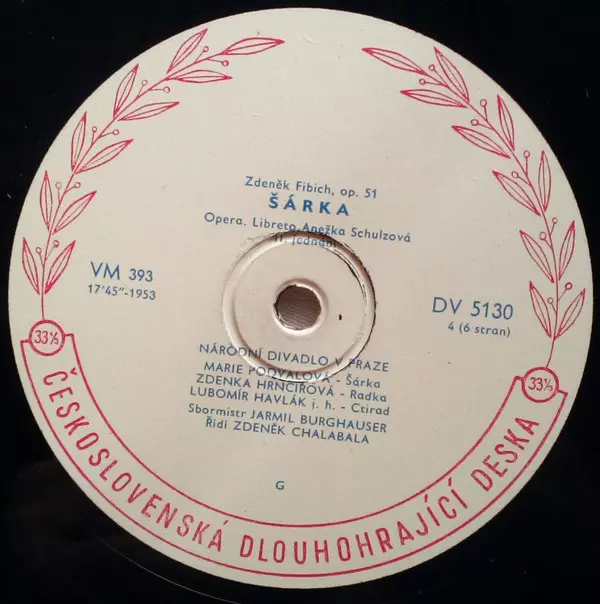 Zdeněk Fibich, op. 51
ŠÁRKA
Opera. Libreto Anežka Schulzová
jednání
VM 393
17'45"-1953
DV 5130
4 (6 stran)
NÁRODNÍ DIVADLO V PRAZE
MARIE PODVALOVÁ - Šárka
ZDENKA HRNČÍŘOVÁ - Radka
LUBOMÍR HAVLÁK j. h. - Ctirad
Sbormistr JARMIL BURGHAUSER
Řídí ZDENĚK CHALABALA
G
33⅓
33⅓
ČESKOSLOVENSKÁ DLOUHOHRAJÍCÍ DESKA